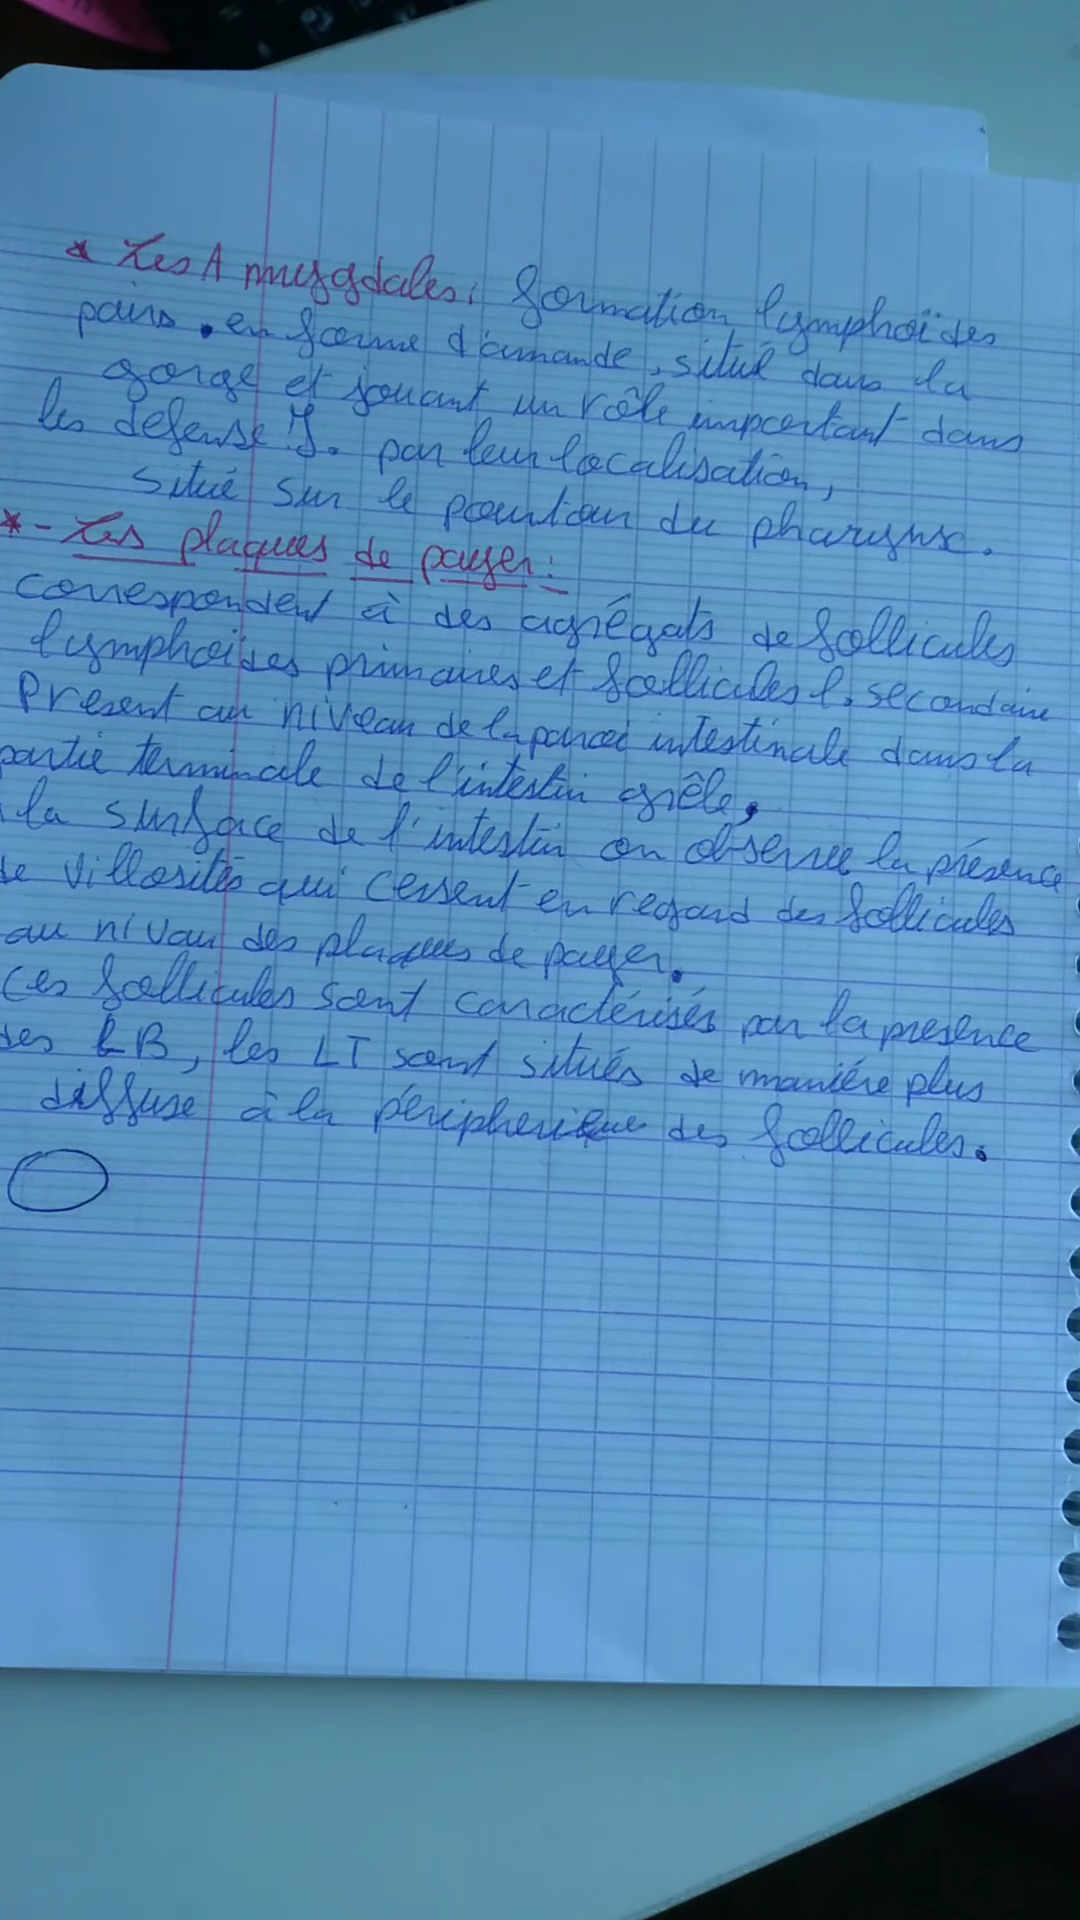 * Les Amygdales: formation lymphoïdes
pairs. en forme d'amande, situé dans la
gorge et jouant un rôle important dans
les défense I. par leur localisation,
situé sur le pourtour du pharynx.
*- Les plaques de payer:
correspondent à des agrégats de follicules
lymphoïdes primaires et follicules l. secondaire
Présent au niveau de la paroi intestinale dans la
partie terminale de l'intestin grêle.
la surface de l'intestin on observe la présence
de villosités qui cessent en regard des follicules
au nivau des plaques de payer.
Ces follicules sont caractérisés par la presence
des LB, les LT sont situés de manière plus
diffuse à la péripherique des follicules.